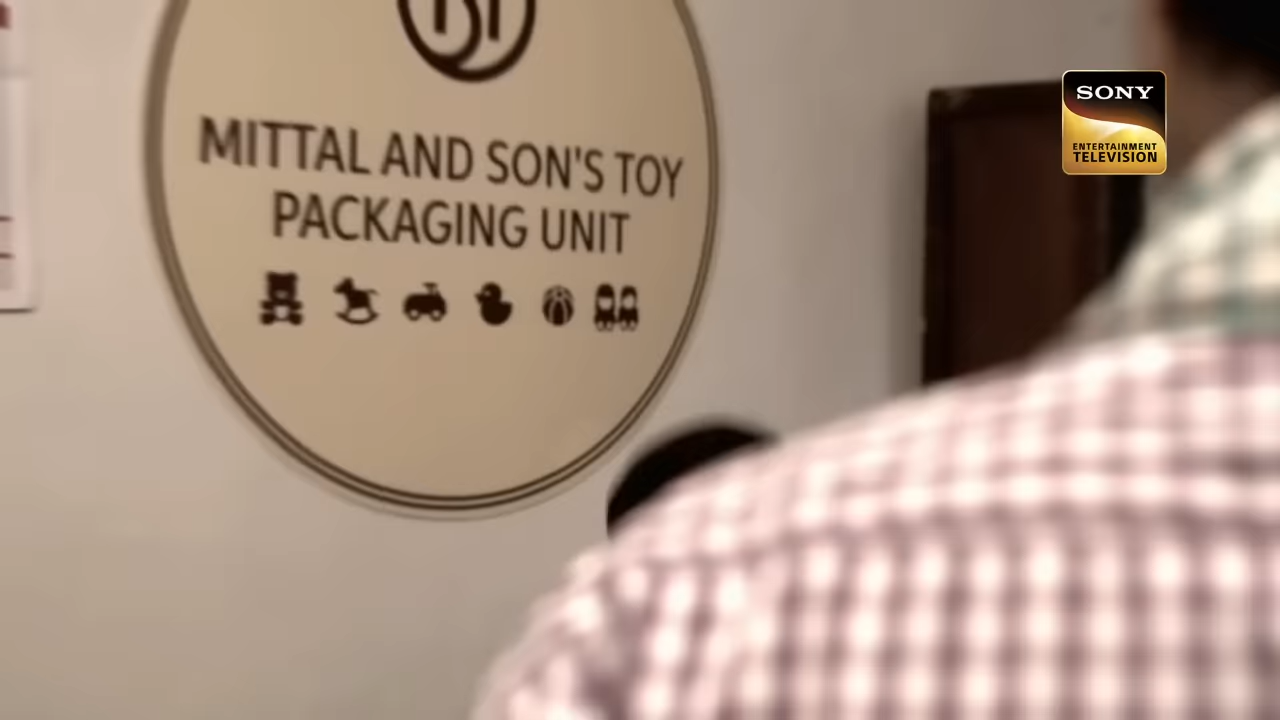 MITTAL AND SON'S TOY
PACKAGING UNIT
SONY
ENTERTAINMENT
TELEVISION